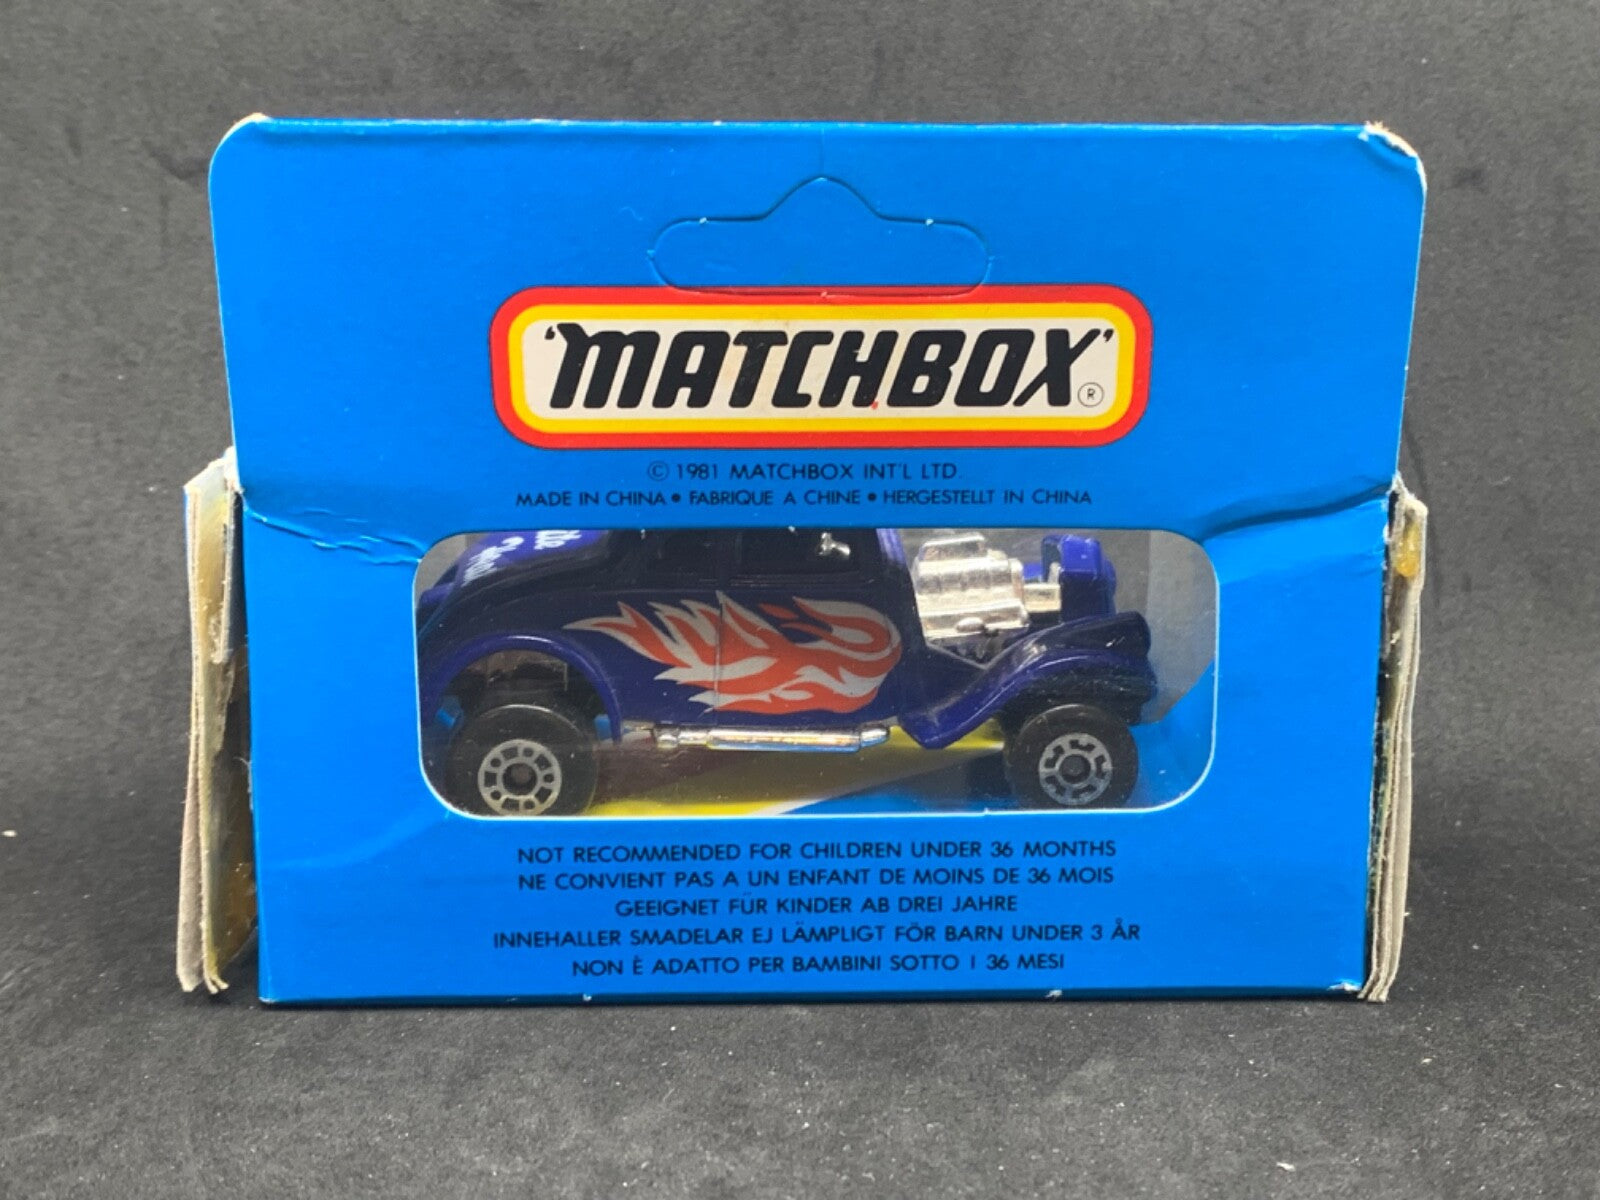 'MATCHBOX'
®
© 1981 MATCHBOX INT'L LTD.
MADE IN CHINA • FABRIQUE A CHINE • HERGESTELLT IN CHINA
NOT RECOMMENDED FOR CHILDREN UNDER 36 MONTHS
NE CONVIENT PAS A UN ENFANT DE MOINS DE 36 MOIS
GEEIGNET FÜR KINDER AB DREI JAHRE
INNEHALLER SMADELAR EJ LÄMPLIGT FÖR BARN UNDER 3 ÅR
NON È ADATTO PER BAMBINI SOTTO I 36 MESI